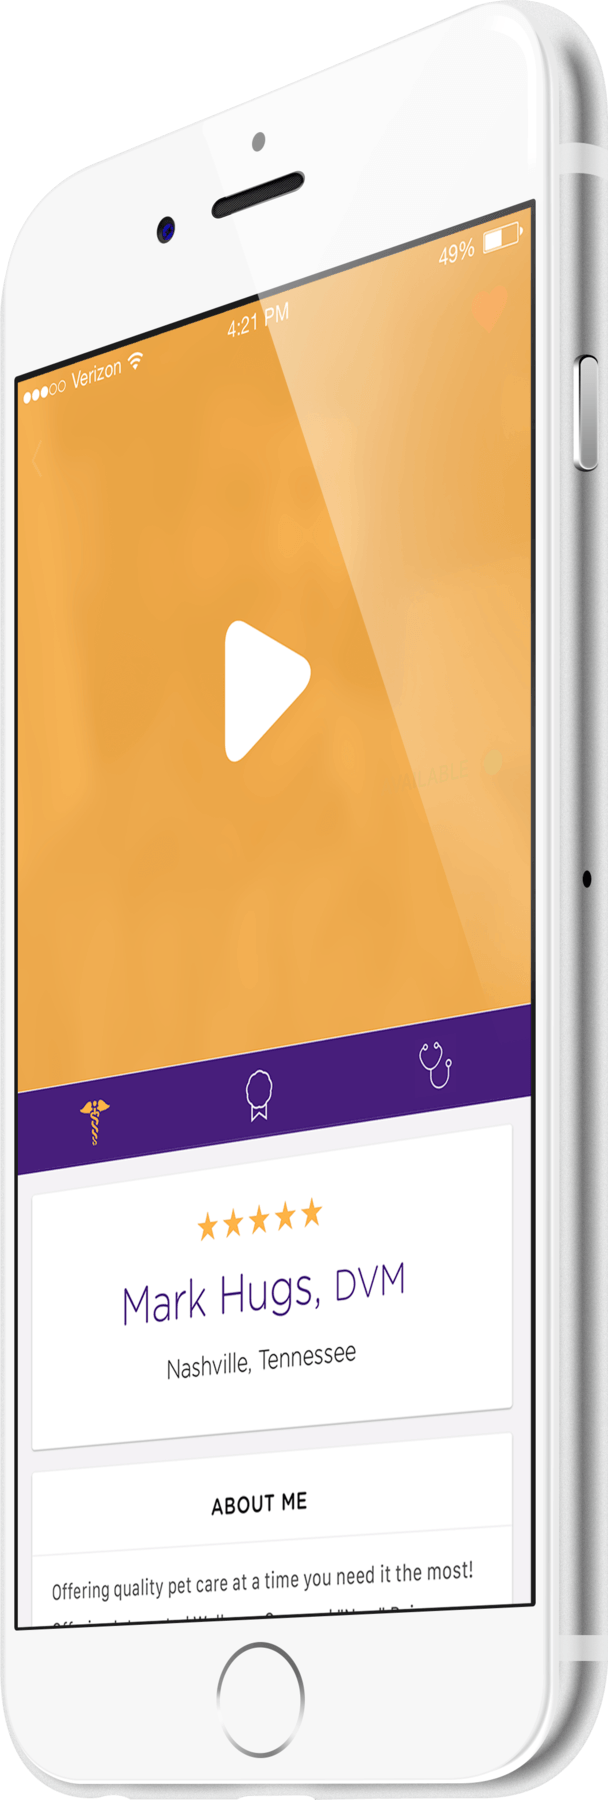 Verizon 4:21 PM 49%
Mark Hugs, DVM
Nashville, Tennessee
ABOUT ME
Offering quality pet care at a time you need it the most!